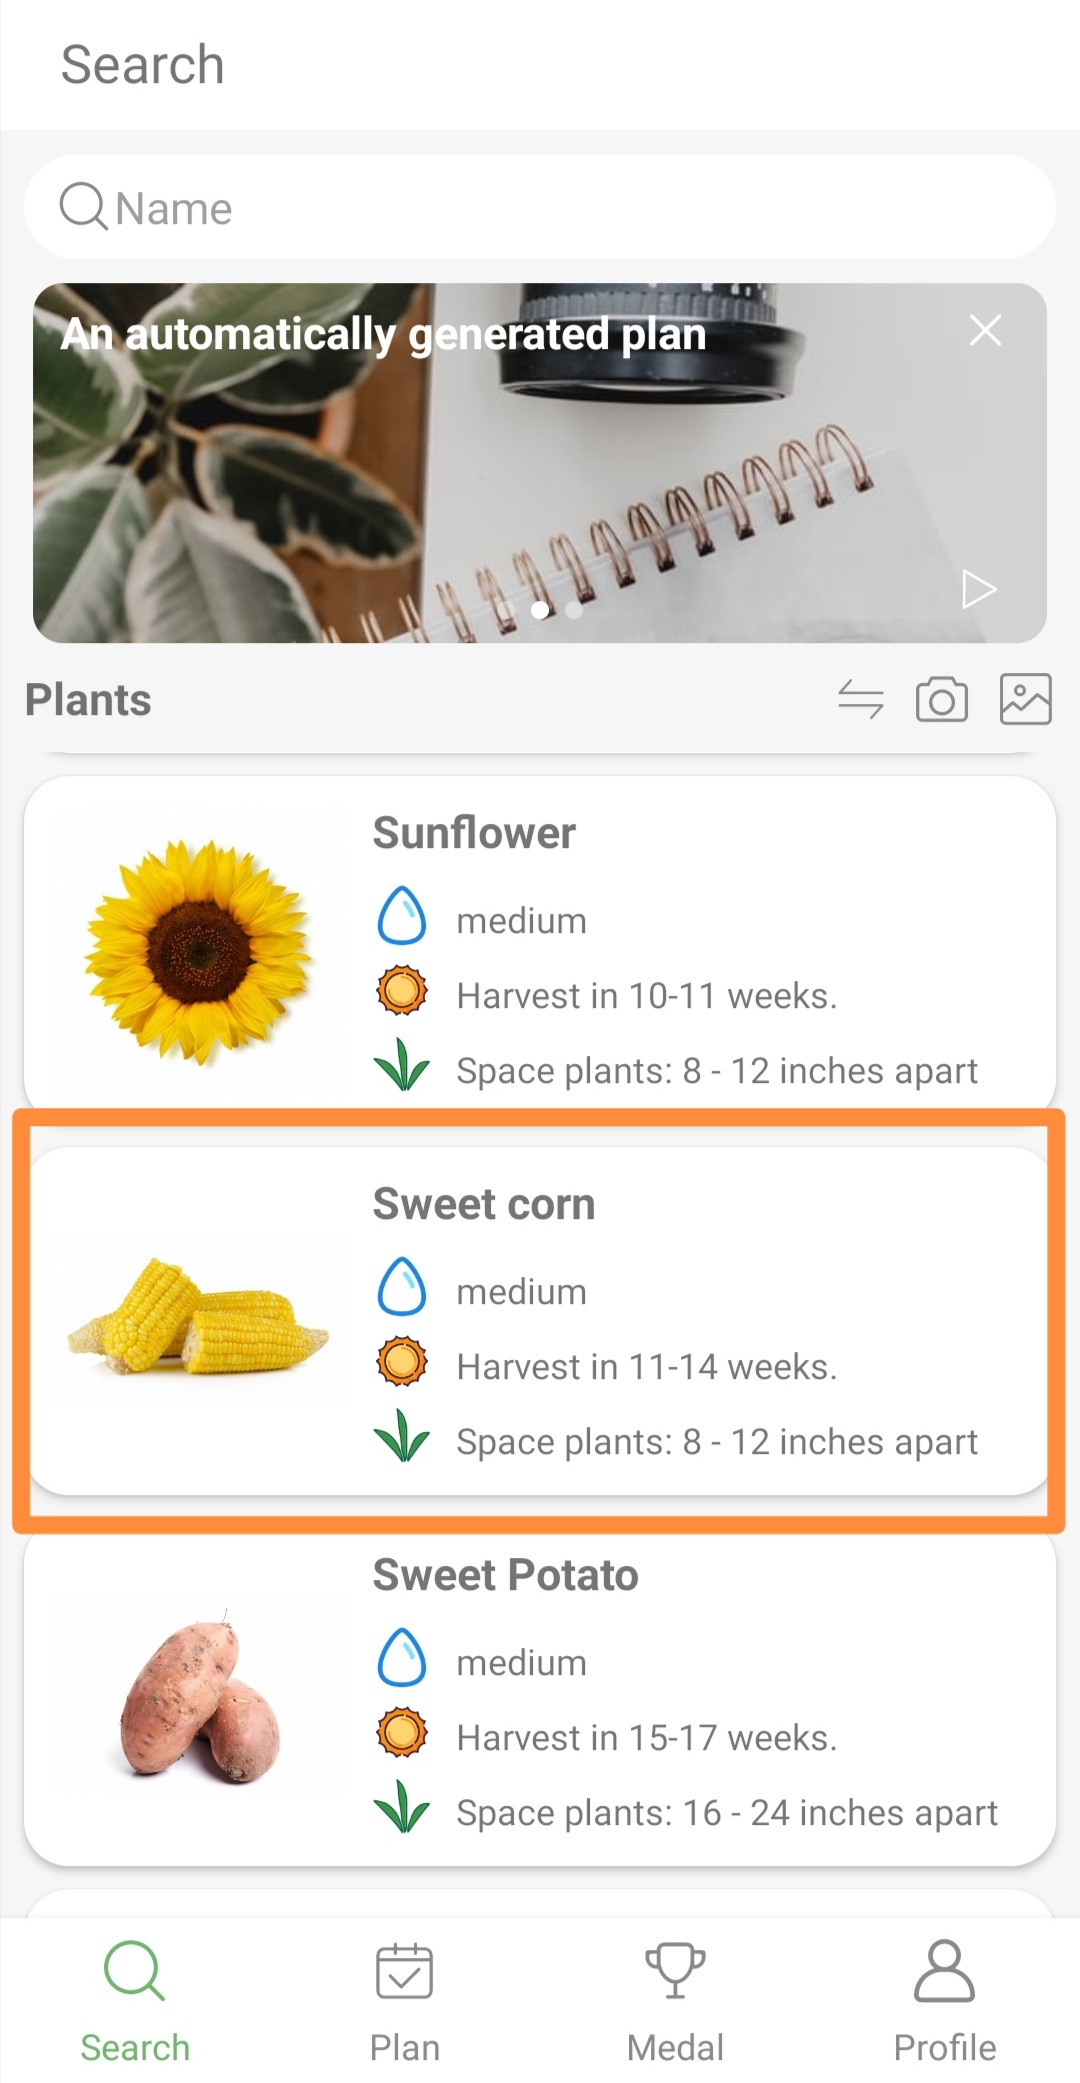 Search
Name
An automatically generated plan
Plants
Sunflower
medium
Harvest in 10-11 weeks.
Space plants: 8 - 12 inches apart
Sweet corn
medium
Harvest in 11-14 weeks.
Space plants: 8 - 12 inches apart
Sweet Potato
medium
Harvest in 15-17 weeks.
Space plants: 16 - 24 inches apart
Search
Plan
Medal
Profile